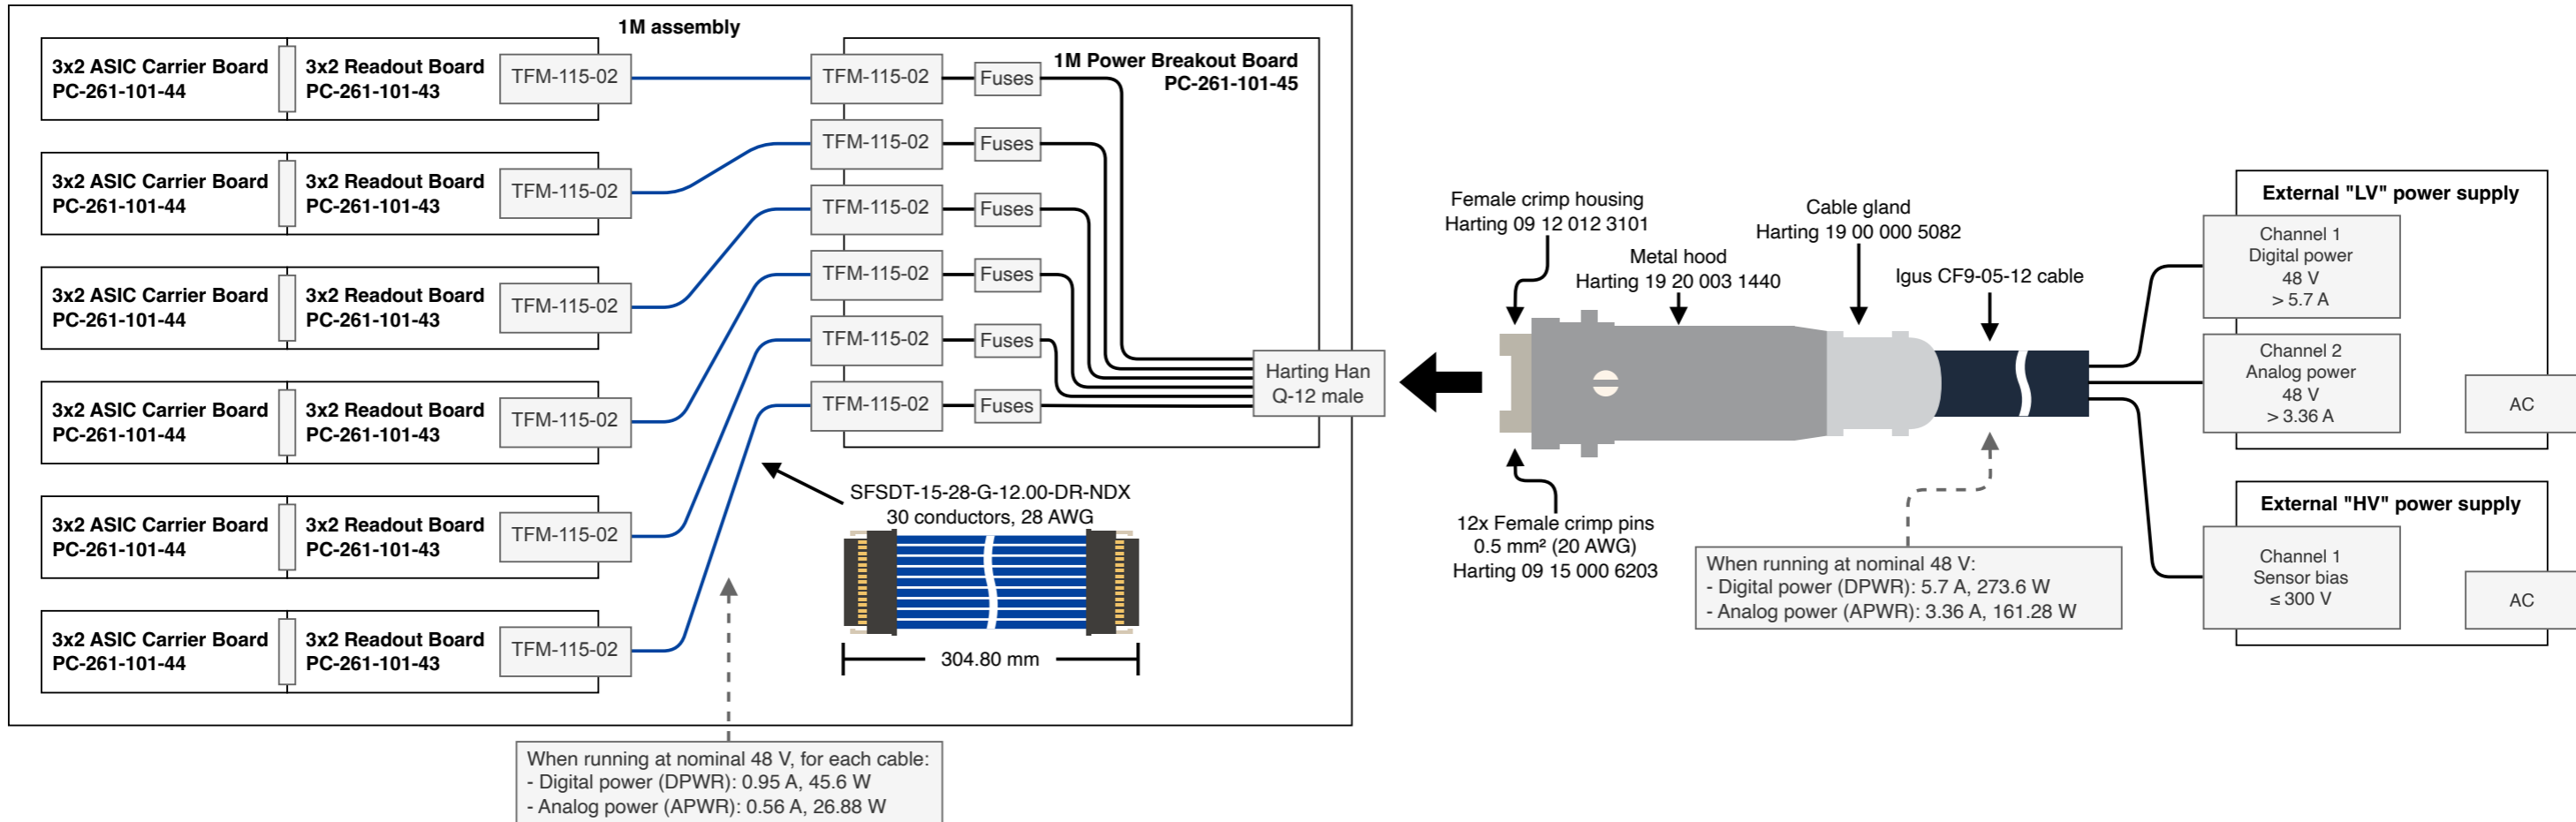 1M assembly
3x2 ASIC Carrier Board
PC-261-101-44
3x2 Readout Board
PC-261-101-43
TFM-115-02
3x2 ASIC Carrier Board
PC-261-101-44
3x2 Readout Board
PC-261-101-43
TFM-115-02
3x2 ASIC Carrier Board
PC-261-101-44
3x2 Readout Board
PC-261-101-43
TFM-115-02
3x2 ASIC Carrier Board
PC-261-101-44
3x2 Readout Board
PC-261-101-43
TFM-115-02
3x2 ASIC Carrier Board
PC-261-101-44
3x2 Readout Board
PC-261-101-43
TFM-115-02
3x2 ASIC Carrier Board
PC-261-101-44
3x2 Readout Board
PC-261-101-43
TFM-115-02
1M Power Breakout Board
PC-261-101-45
TFM-115-02
Fuses
TFM-115-02
Fuses
TFM-115-02
Fuses
TFM-115-02
Fuses
TFM-115-02
Fuses
TFM-115-02
Fuses
Harting Han
Q-12 male
SFSDT-15-28-G-12.00-DR-NDX
30 conductors, 28 AWG
304.80 mm
When running at nominal 48 V, for each cable:
- Digital power (DPWR): 0.95 A, 45.6 W
- Analog power (APWR): 0.56 A, 26.88 W
Female crimp housing
Harting 09 12 012 3101
Metal hood
Harting 19 20 003 1440
Cable gland
Harting 19 00 000 5082
Igus CF9-05-12 cable
12x Female crimp pins
0.5 mm² (20 AWG)
Harting 09 15 000 6203
When running at nominal 48 V:
- Digital power (DPWR): 5.7 A, 273.6 W
- Analog power (APWR): 3.36 A, 161.28 W
External "LV" power supply
Channel 1
Digital power
48 V
> 5.7 A
Channel 2
Analog power
48 V
> 3.36 A
AC
External "HV" power supply
Channel 1
Sensor bias
≤ 300 V
AC